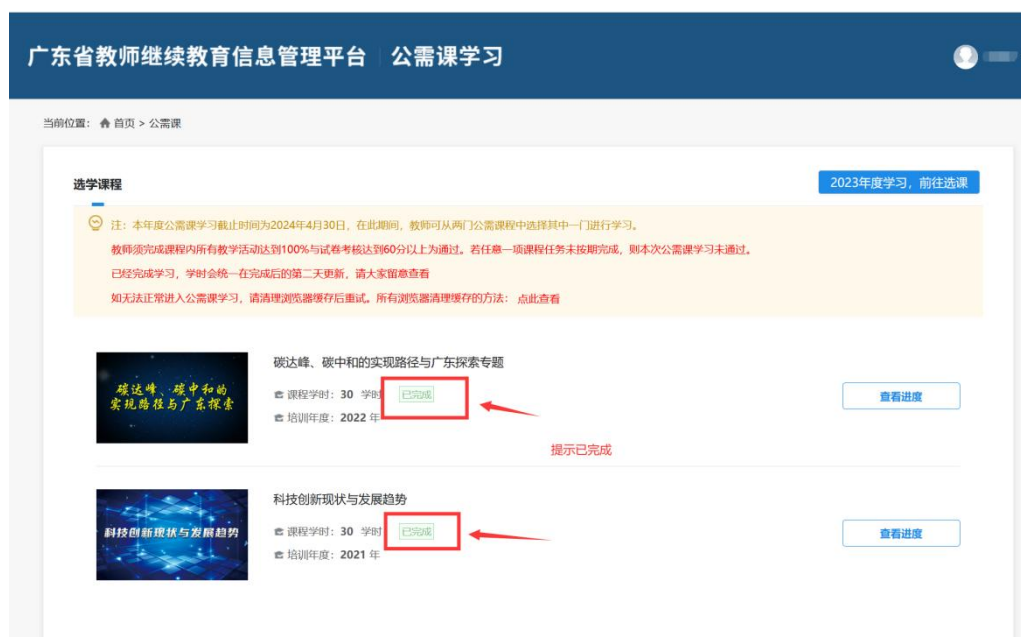 广东省教师继续教育信息管理平台 公需课学习
当前位置： 首页 > 公需课
选学课程
2023年度学习，前往选课
注：本年度公需课学习截止时间为2024年4月30日，在此期间，教师可从两门公需课程中选择其中一门进行学习。
教师须完成课程内所有教学活动达到100%与试卷考核达到60分以上为通过。若任意一项课程任务未按期完成，则本次公需课学习未通过。
已经完成学习，学时会统一在完成后的第二天更新，请大家留意查看
如无法正常进入公需课学习，请清理浏览器缓存后重试。所有浏览器清理缓存的方法： 点此查看
碳达峰、碳中和的
实现路径与广东探索
碳达峰、碳中和的实现路径与广东探索专题
课程学时：30 学时 已完成
培训年度：2022 年
查看进度
提示已完成
科技创新现状与发展趋势
科技创新现状与发展趋势
课程学时：30 学时 已完成
培训年度：2021 年
查看进度